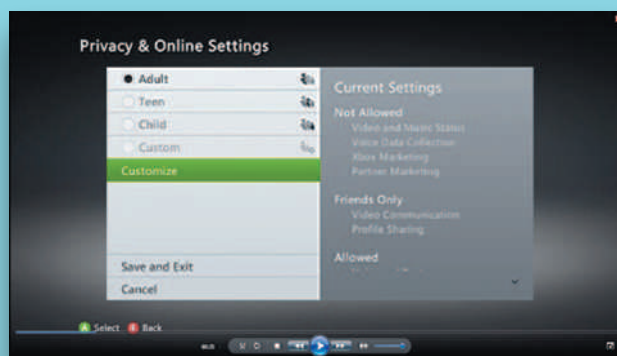 Privacy & Online Settings
Adult
Teen
Child
Custom
Customize
Save and Exit
Cancel
Current Settings
Not Allowed
Video and Music Status
Voice Data Collection
Xbox Marketing
Partner Marketing
Friends Only
Video Communication
Profile Sharing
Allowed
A Select B Back